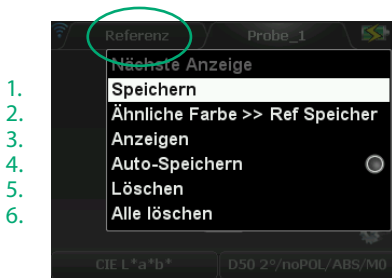 Referenz Probe_1
Nächste Anzeige
1. Speichern
2. Ähnliche Farbe >> Ref Speicher
3. Anzeigen
4. Auto-Speichern
5. Löschen
6. Alle löschen
CIE L*a*b* D50 2°/noPOL/ABS/M0